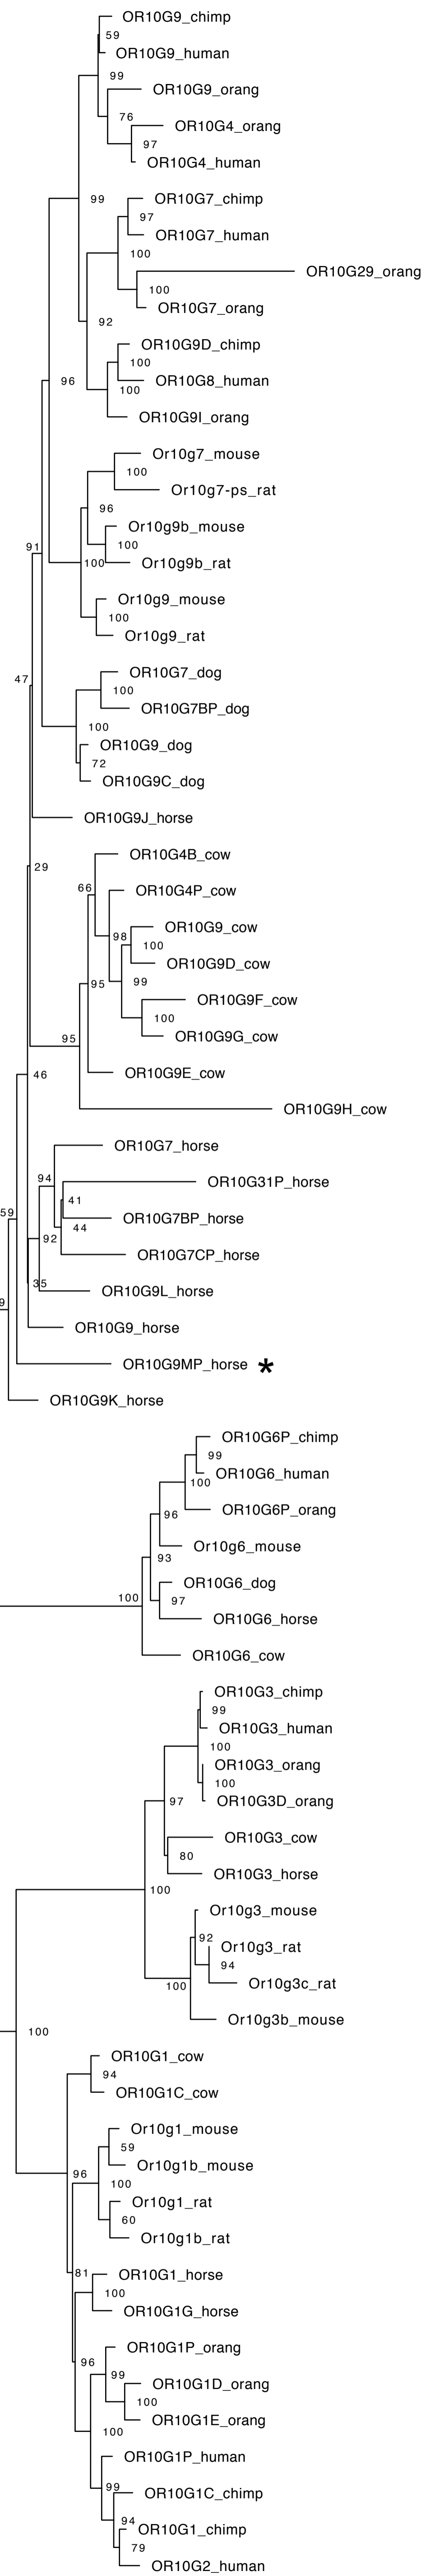 OR10G9_chimp
59
OR10G9_human
99
OR10G9_orang
76
OR10G4_orang
97
OR10G4_human
99
OR10G7_chimp
97
OR10G7_human
100
OR10G29_orang
100
OR10G7_orang
92
OR10G9D_chimp
100
OR10G8_human
100
OR10G9I_orang
96
Or10g7_mouse
100
Or10g7-ps_rat
96
Or10g9b_mouse
100
Or10g9b_rat
100
Or10g9_mouse
100
Or10g9_rat
91
OR10G7_dog
100
OR10G7BP_dog
100
OR10G9_dog
72
OR10G9C_dog
47
OR10G9J_horse
29
OR10G4B_cow
66
OR10G4P_cow
98
OR10G9_cow
100
OR10G9D_cow
99
OR10G9F_cow
100
OR10G9G_cow
95
OR10G9E_cow
95
OR10G9H_cow
46
OR10G7_horse
94
OR10G31P_horse
41
OR10G7BP_horse
44
OR10G7CP_horse
92
OR10G9L_horse
35
OR10G9_horse
59
OR10G9MP_horse *
9
OR10G9K_horse
OR10G6P_chimp
99
OR10G6_human
100
OR10G6P_orang
96
Or10g6_mouse
93
OR10G6_dog
97
OR10G6_horse
100
OR10G6_cow
OR10G3_chimp
99
OR10G3_human
100
OR10G3_orang
100
OR10G3D_orang
97
OR10G3_cow
80
OR10G3_horse
100
Or10g3_mouse
92
Or10g3_rat
94
Or10g3c_rat
100
Or10g3b_mouse
100
OR10G1_cow
94
OR10G1C_cow
96
Or10g1_mouse
59
Or10g1b_mouse
100
Or10g1_rat
60
Or10g1b_rat
81
OR10G1_horse
100
OR10G1G_horse
96
OR10G1P_orang
99
OR10G1D_orang
100
OR10G1E_orang
100
OR10G1P_human
99
OR10G1C_chimp
94
OR10G1_chimp
79
OR10G2_human